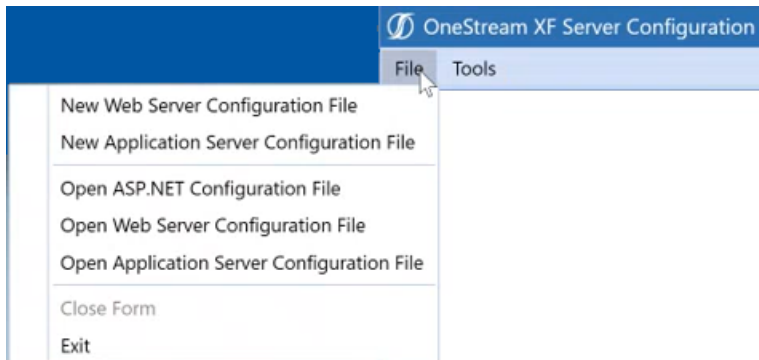 OneStream XF Server Configuration
File Tools
New Web Server Configuration File
New Application Server Configuration File
Open ASP.NET Configuration File
Open Web Server Configuration File
Open Application Server Configuration File
Close Form
Exit